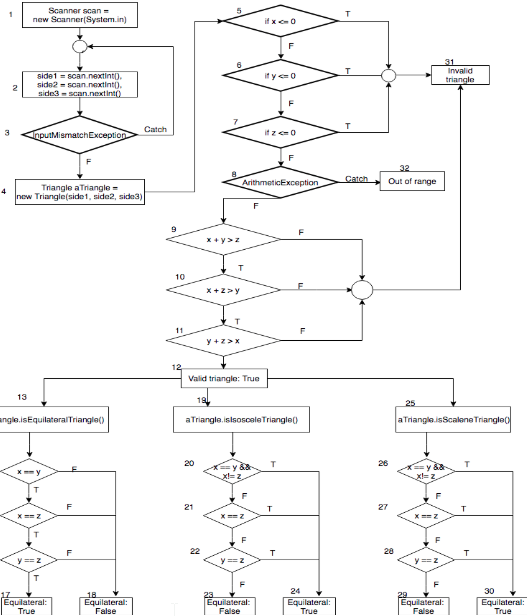 1
Scanner scan =
new Scanner(System.in)
2
side1 = scan.nextInt(),
side2 = scan.nextInt(),
side3 = scan.nextInt()
3
InputMismatchException
Catch
F
4
Triangle aTriangle =
new Triangle(side1, side2, side3)
5
if x <= 0
T
F
6
if y <= 0
T
F
7
if z <= 0
T
F
31
Invalid
triangle
8
ArithmeticException
Catch
F
32
Out of range
9
x + y > z
F
T
10
x + z > y
F
T
11
y + z > x
F
12
Valid triangle: True
13
angle.isEquilateralTriangle()
x == y
F
T
x == z
F
T
y == z
F
T
17
Equilateral:
True
18
Equilateral:
False
19
aTriangle.isIsosceleTriangle()
20
x == y &&
x!= z
T
F
21
x == z
T
F
22
y == z
T
F
23
Equilateral:
False
24
Equilateral:
True
25
aTriangle.isScaleneTriangle()
26
x == y &&
x!= z
T
F
27
x == z
T
F
28
y == z
T
F
29
Equilateral:
False
30
Equilateral:
True